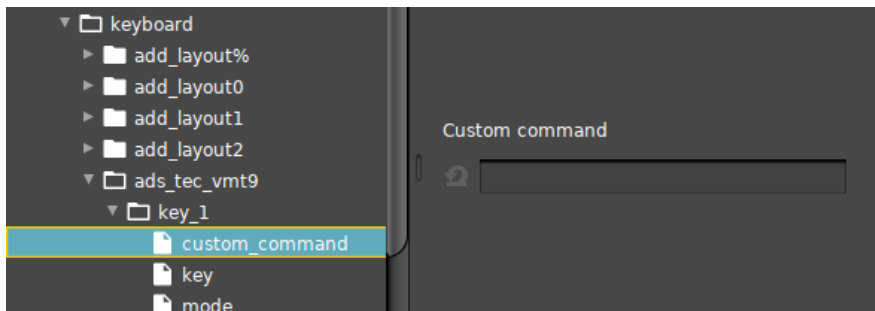 keyboard
add_layout%
add_layout0
add_layout1
add_layout2
ads_tec_vmt9
key_1
custom_command
key
mode
Custom command